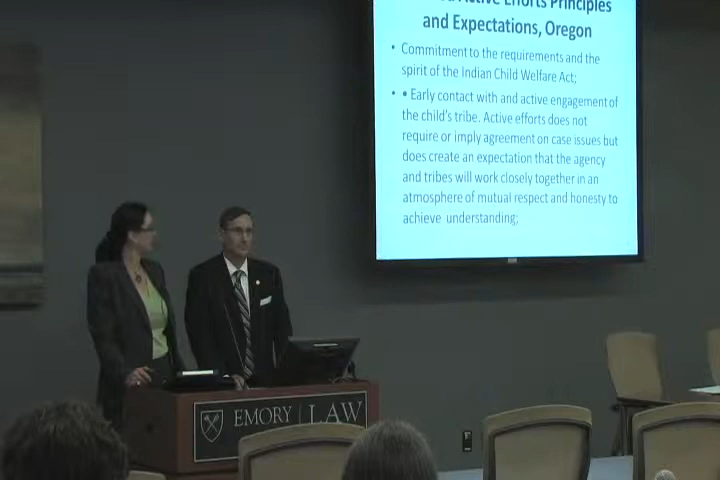 Active Efforts Principles
and Expectations, Oregon
• Commitment to the requirements and the
spirit of the Indian Child Welfare Act;
• • Early contact with and active engagement of
the child's tribe. Active efforts does not
require or imply agreement on case issues but
does create an expectation that the agency
and tribes will work closely together in an
atmosphere of mutual respect and honesty to
achieve understanding;
EMORY | LAW